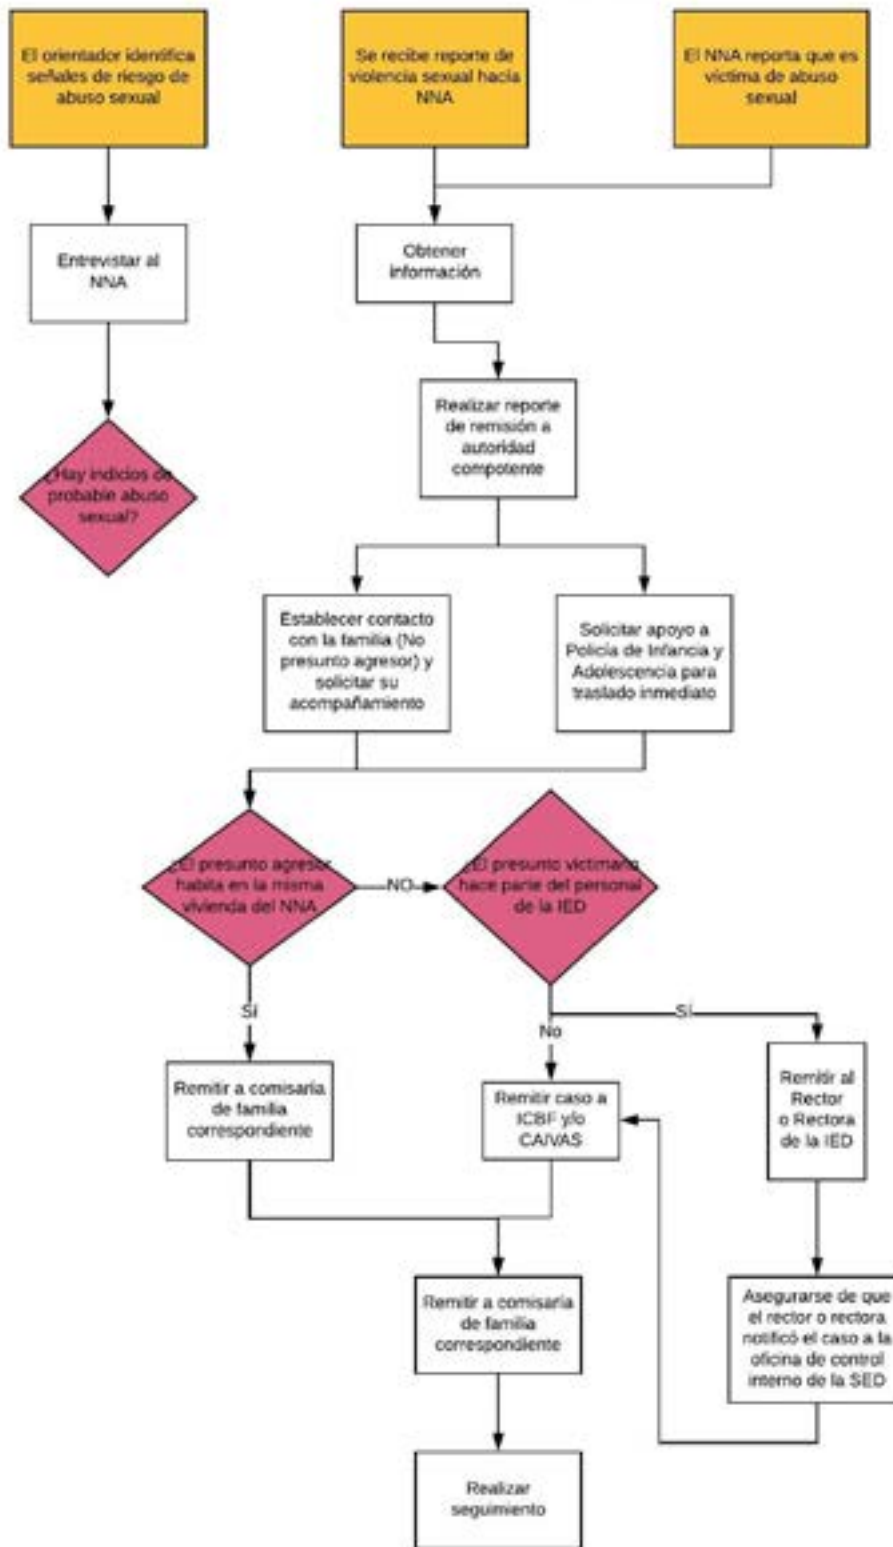 El orientador identifica
señales de riesgo de
abuso sexual
Se recibe reporte de
violencia sexual hacia
NNA
El NNA reporta que es
víctima de abuso
sexual
Entrevistar al
NNA
Obtener
información
Realizar reporte
de remisión a
autoridad
compotente
¿Hay indicios de
probable abuso
sexual?
Establecer contacto
con la familia (No
presunto agresor) y
solicitar su
acompañamiento
Solicitar apoyo a
Policía de Infancia y
Adolescencia para
traslado inmediato
¿El presunto agresor
habita en la misma
vivienda del NNA
NO
¿El presunto victimario
hace parte del personal
de la IED
Sí
No
Sí
Remitir a comisaría
de familia
correspondiente
Remitir caso a
ICBF y/o
CAIVAS
Remitir al
Rector
o Rectora
de la IED
Remitir a comisaría
de familia
correspondiente
Asegurarse de que
el rector o rectora
notificó el caso a la
oficina de control
interno de la SED
Realizar
seguimiento